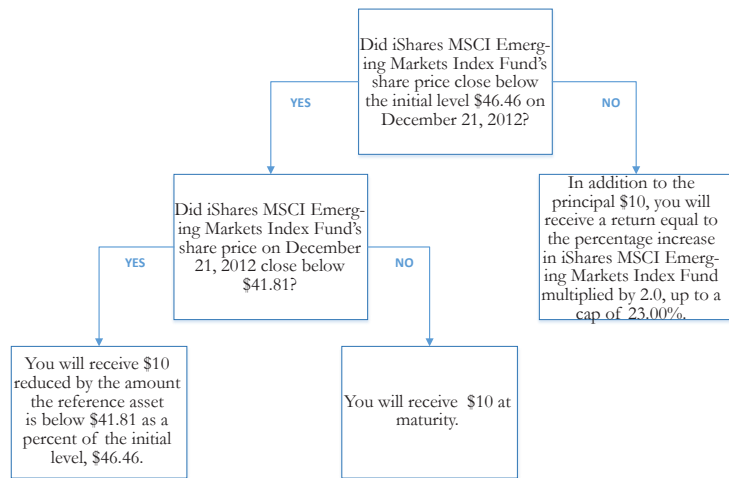 Did iShares MSCI Emerg-
ing Markets Index Fund's
share price close below
the initial level $46.46 on
December 21, 2012?
YES
NO
Did iShares MSCI Emerg-
ing Markets Index Fund's
share price on December
21, 2012 close below
$41.81?
In addition to the
principal $10, you will
receive a return equal to
the percentage increase
in iShares MSCI Emerg-
ing Markets Index Fund
multiplied by 2.0, up to a
cap of 23.00%.
YES
NO
You will receive $10
reduced by the amount
the reference asset
is below $41.81 as a
percent of the initial
level, $46.46.
You will receive $10 at
maturity.